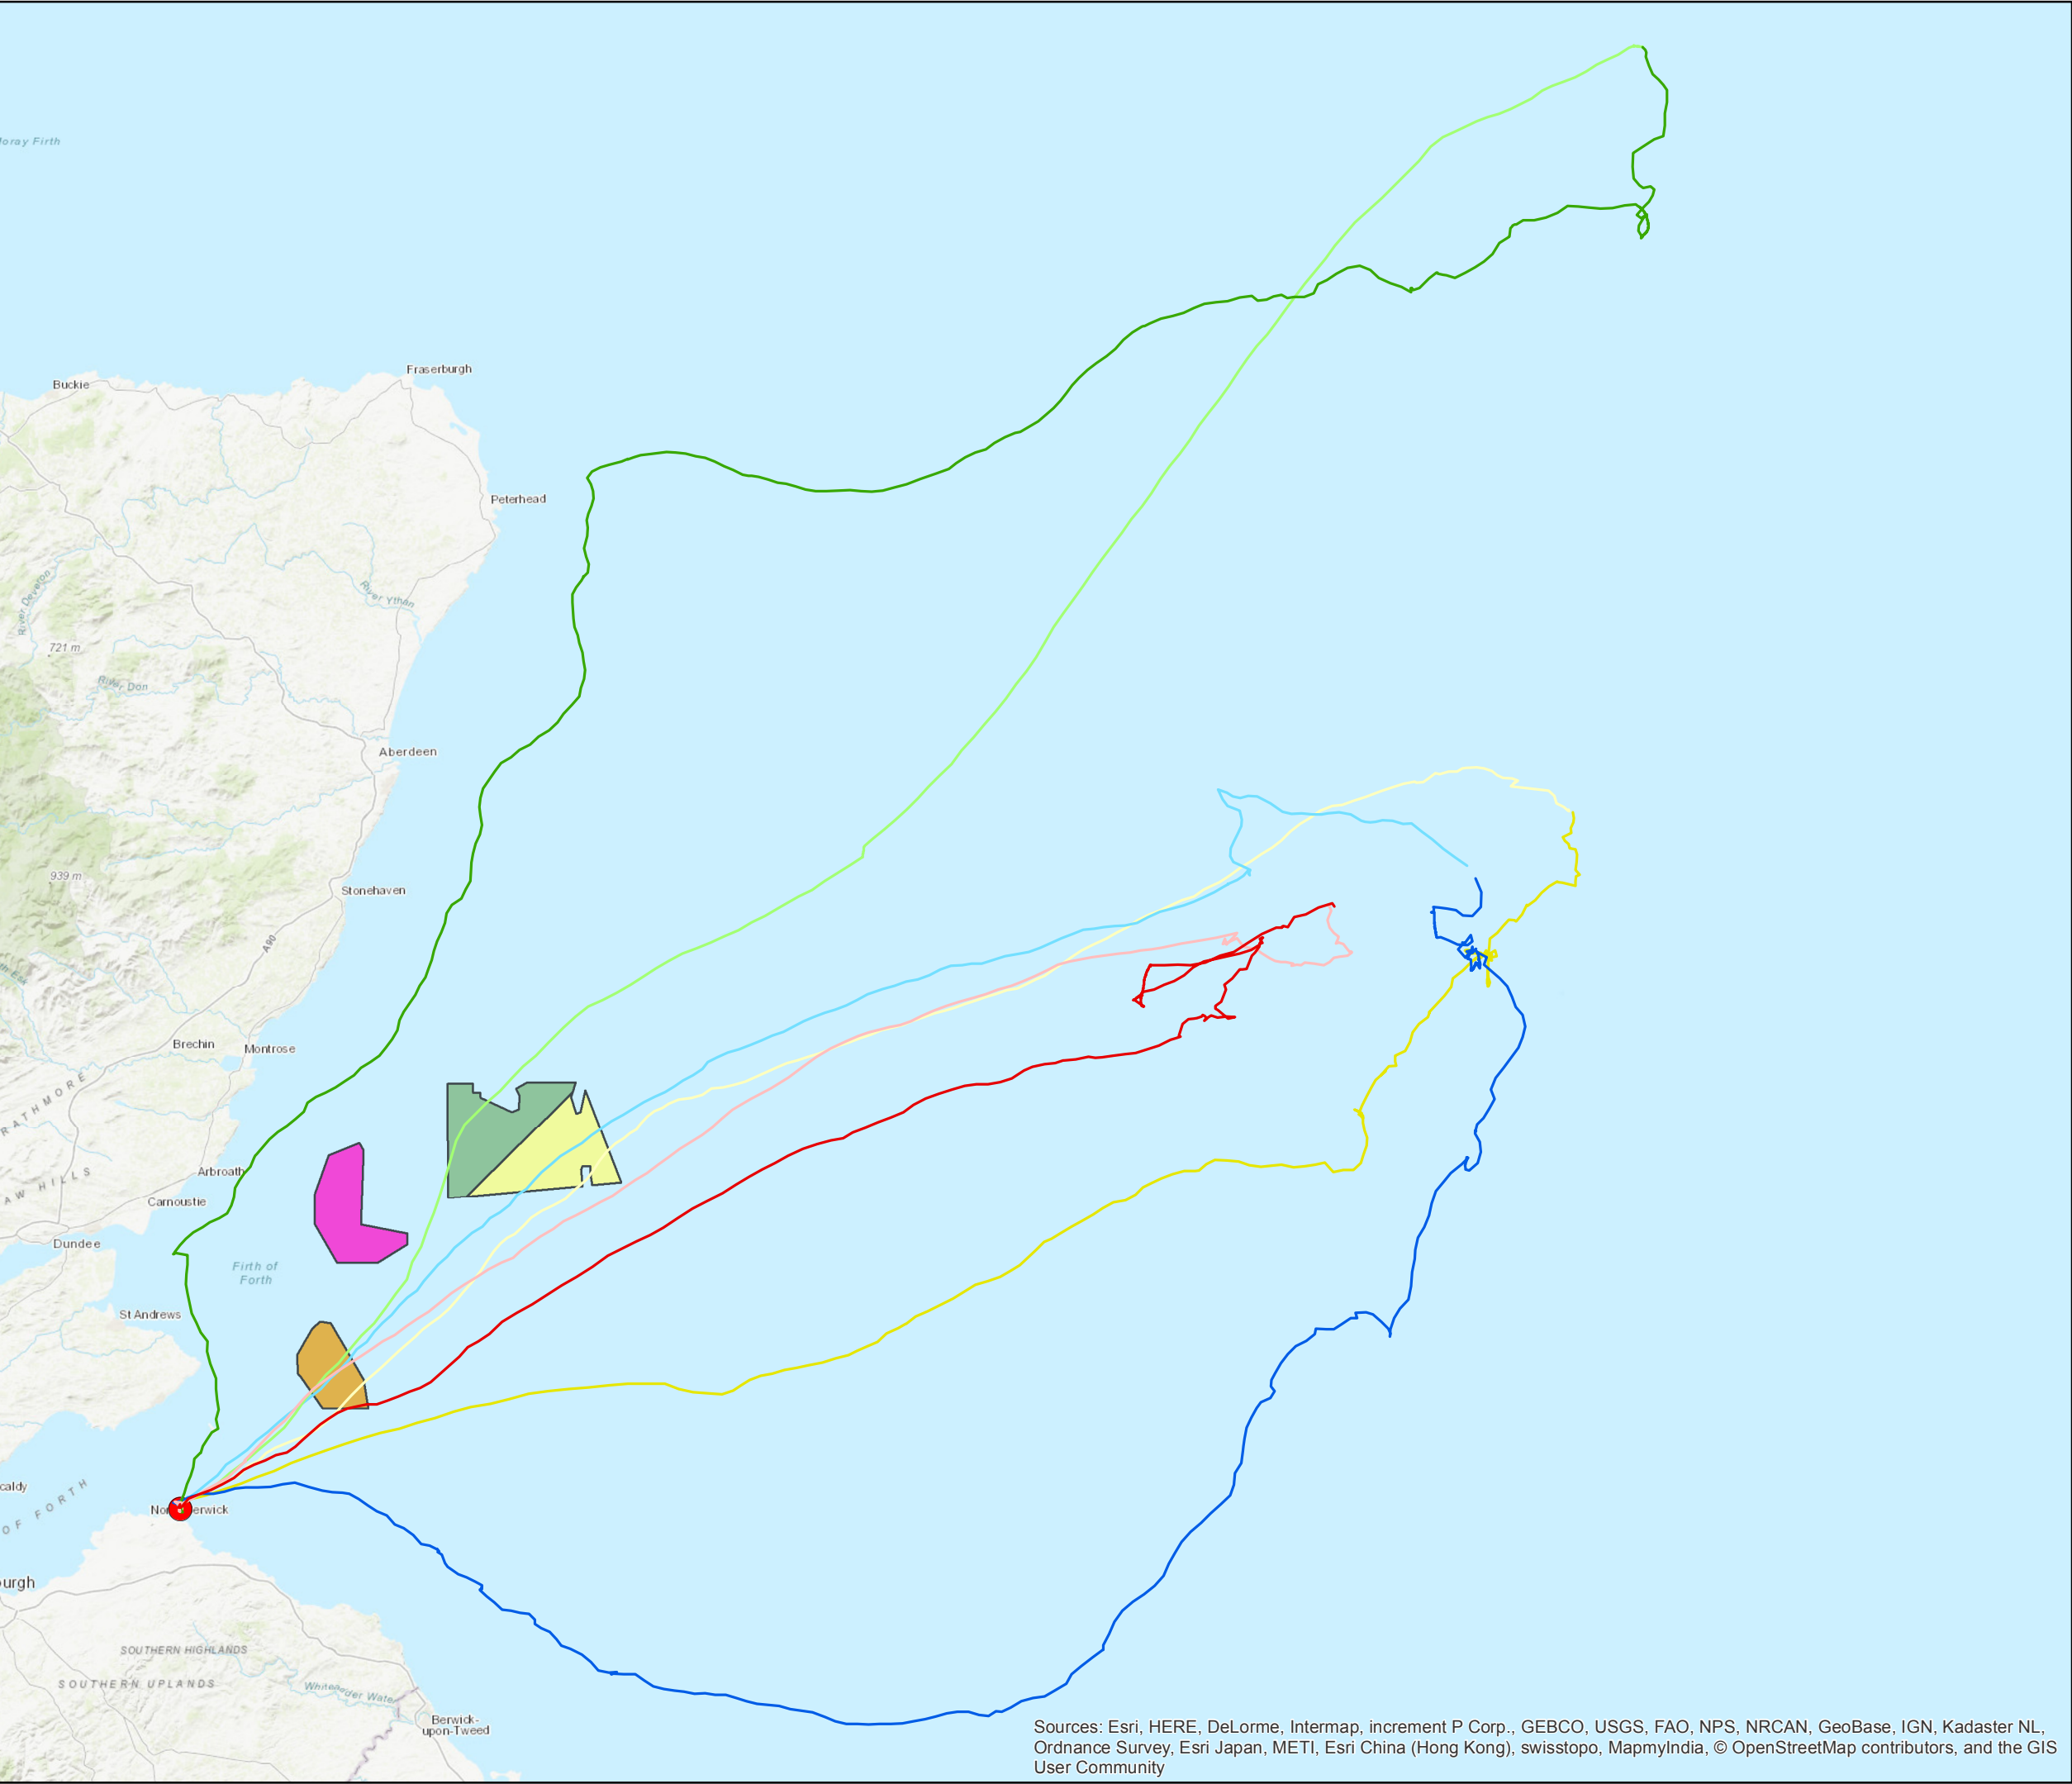 Moray Firth
Fraserburgh
Buckie
Peterhead
River Deveron
River Ythan
721 m
River Don
Aberdeen
939 m
Stonehaven
A90
Brechin
Montrose
Arbroath
Carnoustie
Dundee
Firth of
Forth
St Andrews
OF FORTH
SOUTHERN HIGHLANDS
SOUTHERN UPLANDS
Berwick-
upon-Tweed
Sources: Esri, HERE, DeLorme, Intermap, increment P Corp., GEBCO, USGS, FAO, NPS, NRCAN, GeoBase, IGN, Kadaster NL,
Ordnance Survey, Esri Japan, METI, Esri China (Hong Kong), swisstopo, MapmyIndia, © OpenStreetMap contributors, and the GIS
User Community